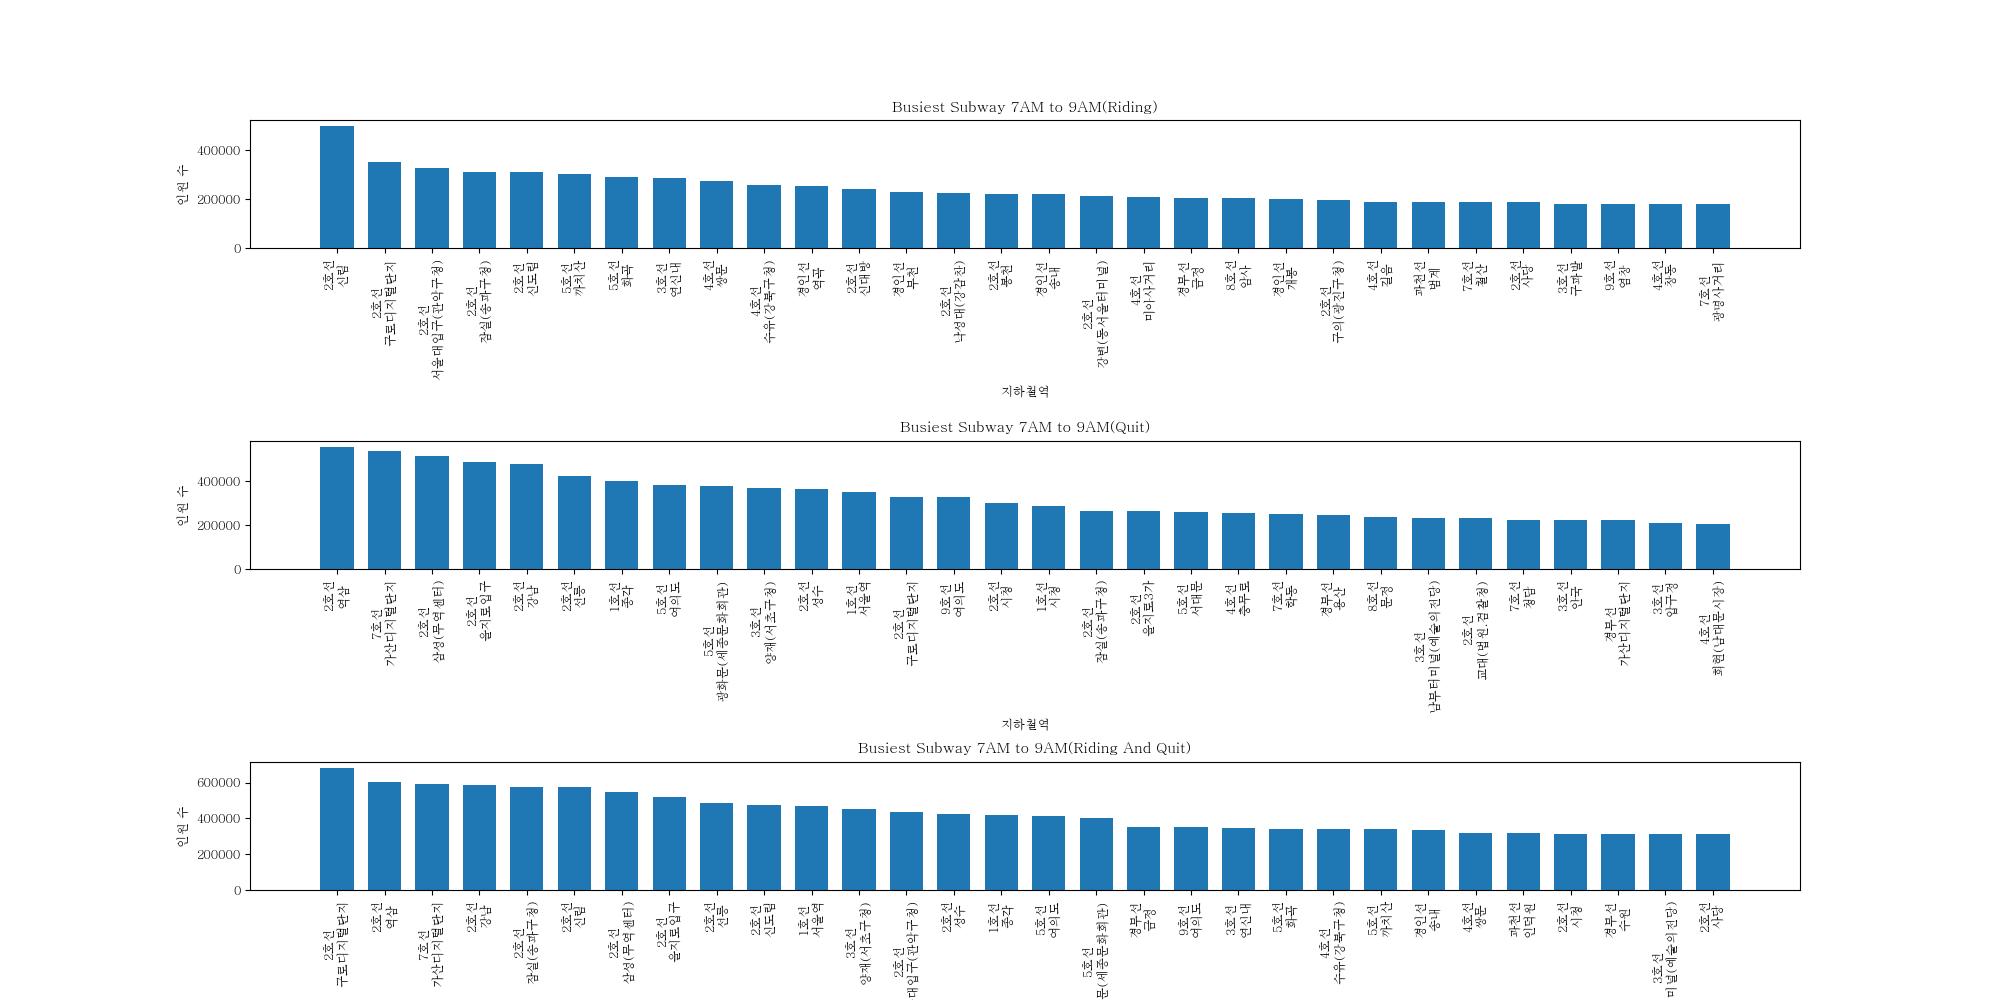 Busiest Subway 7AM to 9AM(Riding)
인원 수
400000
200000
0
2호선
신림
2호선
구로디지털단지
2호선
서울대입구(관악구청)
2호선
잠실(송파구청)
2호선
신도림
5호선
까치산
5호선
화곡
3호선
연신내
4호선
쌍문
4호선
수유(강북구청)
경인선
역곡
2호선
신대방
경인선
부천
2호선
낙성대(강감찬)
2호선
봉천
경인선
송내
2호선
강변(동서울터미널)
4호선
미아사거리
경부선
금정
8호선
암사
경인선
개봉
2호선
구의(광진구청)
4호선
길음
과천선
범계
7호선
철산
2호선
사당
3호선
구파발
9호선
염창
4호선
창동
7호선
광명사거리
지하철역
Busiest Subway 7AM to 9AM(Quit)
인원 수
400000
200000
0
2호선
역삼
7호선
가산디지털단지
2호선
삼성(무역센터)
2호선
을지로입구
2호선
강남
2호선
선릉
1호선
종각
5호선
여의도
5호선
광화문(세종문화회관)
3호선
양재(서초구청)
2호선
성수
1호선
서울역
2호선
구로디지털단지
9호선
여의도
2호선
시청
1호선
시청
2호선
잠실(송파구청)
2호선
을지로3가
5호선
서대문
4호선
충무로
7호선
학동
경부선
용산
8호선
문정
3호선
남부터미널(예술의전당)
2호선
교대(법원.검찰청)
7호선
청담
3호선
안국
경부선
가산디지털단지
3호선
압구정
4호선
회현(남대문시장)
지하철역
Busiest Subway 7AM to 9AM(Riding And Quit)
인원 수
600000
400000
200000
0
2호선
구로디지털단지
2호선
역삼
7호선
가산디지털단지
2호선
강남
2호선
잠실(송파구청)
2호선
신림
2호선
삼성(무역센터)
2호선
을지로입구
2호선
선릉
2호선
신도림
1호선
서울역
3호선
양재(서초구청)
2호선
대입구(관악구청)
2호선
성수
1호선
종각
5호선
여의도
5호선
문(세종문화회관)
경부선
금정
9호선
여의도
3호선
연신내
5호선
화곡
4호선
수유(강북구청)
5호선
까치산
경인선
송내
4호선
쌍문
과천선
인덕원
2호선
시청
경부선
수원
3호선
미널(예술의전당)
2호선
사당